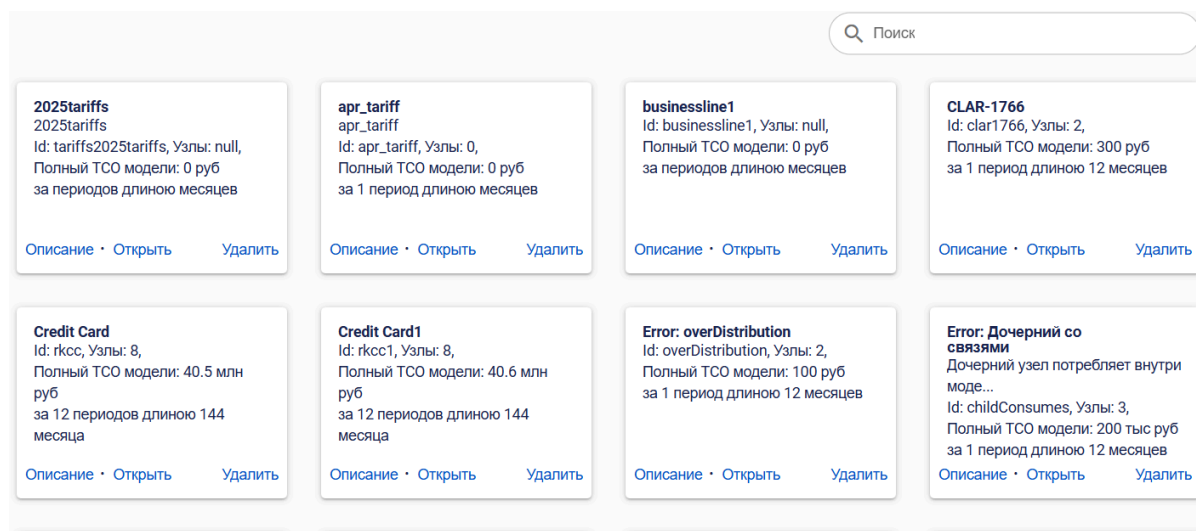 Поиск
2025tariffs
2025tariffs
Id: tariffs2025tariffs, Узлы: null,
Полный ТСО модели: 0 руб
за периодов длиною месяцев
Описание · Открыть Удалить
apr_tariff
apr_tariff
Id: apr_tariff, Узлы: 0,
Полный ТСО модели: 0 руб
за 1 период длиною месяцев
Описание · Открыть Удалить
businessline1
Id: businessline1, Узлы: null,
Полный ТСО модели: 0 руб
за периодов длиною месяцев
Описание · Открыть Удалить
CLAR-1766
Id: clar1766, Узлы: 2,
Полный ТСО модели: 300 руб
за 1 период длиною 12 месяцев
Описание · Открыть Удалить
Credit Card
Id: rkcc, Узлы: 8,
Полный ТСО модели: 40.5 млн
руб
за 12 периодов длиною 144
месяца
Описание · Открыть Удалить
Credit Card1
Id: rkcc1, Узлы: 8,
Полный ТСО модели: 40.6 млн
руб
за 12 периодов длиною 144
месяца
Описание · Открыть Удалить
Error: overDistribution
Id: overDistribution, Узлы: 2,
Полный ТСО модели: 100 руб
за 1 период длиною 12 месяцев
Описание · Открыть Удалить
Error: Дочерний со
связями
Дочерний узел потребляет внутри
моде...
Id: childConsumes, Узлы: 3,
Полный ТСО модели: 200 тыс руб
за 1 период длиною 12 месяцев
Описание · Открыть Удалить